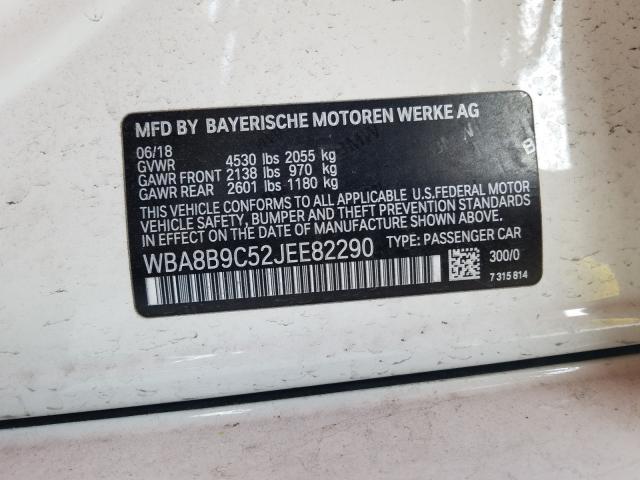 MFD BY BAYERISCHE MOTOREN WERKE AG
06/18
GVWR 4530 lbs 2055 kg
GAWR FRONT 2138 lbs 970 kg
GAWR REAR 2601 lbs 1180 kg
THIS VEHICLE CONFORMS TO ALL APPLICABLE U.S.FEDERAL MOTOR
VEHICLE SAFETY, BUMPER AND THEFT PREVENTION STANDARDS
IN EFFECT ON THE DATE OF MANUFACTURE SHOWN ABOVE.
WBA8B9C52JEE82290 TYPE: PASSENGER CAR
300/0
7 315 814